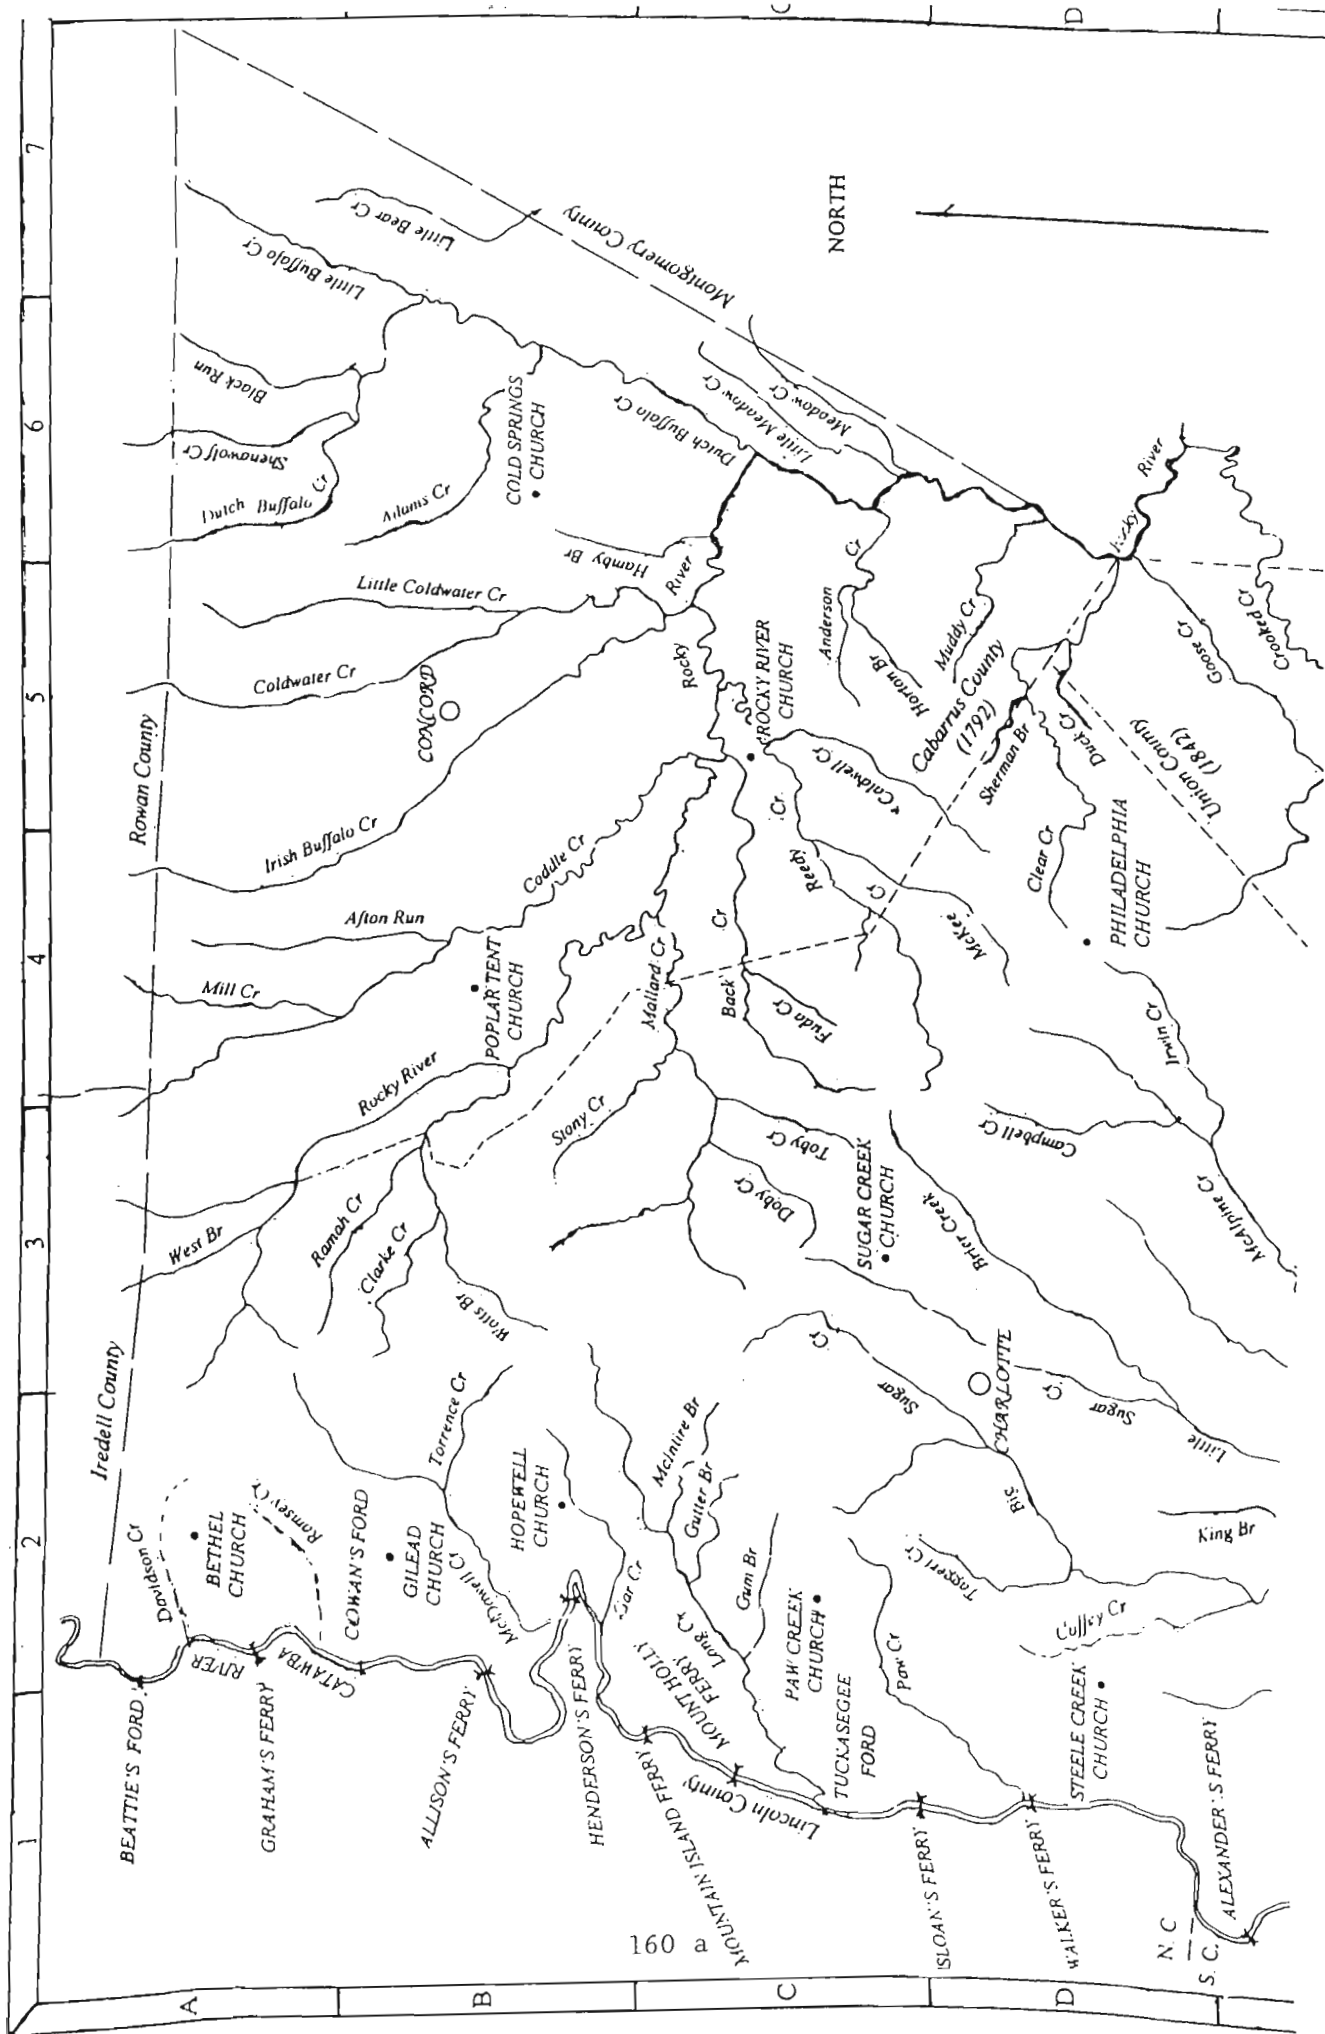 C
D
7
6
5
4
3
2
1
A
B
C
D
NORTH
Rowan County
Iredell County
Montgomery County
Lincoln County
Cabarrus County
(1792)
Union County
(1842)
N. C
S. C.
Little Bear Cr
Little Buffalo Cr
Black Run
Shenawolf Cr
Dutch Buffalo Cr
Adams Cr
COLD SPRINGS
CHURCH
Dutch Buffalo Cr
Little Meadow Cr
Meadow Cr
Hamby Br
Little Coldwater Cr
Coldwater Cr
CONCORD
Irish Buffalo Cr
Afton Run
Mill Cr
Coddle Cr
POPLAR TENT
CHURCH
Rocky River
Rocky
River
ROCKY RIVER
CHURCH
Anderson Cr
Horton Br
Muddy Cr
Rocky
River
Crooked Cr
Goose Cr
Duck Cr
Sherman Br
Clear Cr
Caldwell Cr
Reedy
Cr
McKee
Cr
PHILADELPHIA
CHURCH
Mallard Cr
Back
Cr
Fuda Cr
Stony Cr
Toby Cr
Doby Cr
SUGAR CREEK
CHURCH
Campbell Cr
Irwin Cr
McAlpine Cr
Brier Creek
West Br
Ramah Cr
Clarke Cr
Watts Br
Torrence Cr
McDowell Cr
Davidson Cr
BETHEL
CHURCH
Ramsey Cr
COWAN'S FORD
GILEAD
CHURCH
HOPEWELL
CHURCH
McIntire Br
Gutter Br
Gar Cr
Gum Br
Long Cr
MOUNT HOLLY
FERRY
PAW CREEK
CHURCH
Paw Cr
TUCKASEGEE
FORD
Sugar
Cr
Big
CHARLOTTE
Little
Sugar
Cr
Taggert Cr
King Br
Coffey Cr
STEELE CREEK
CHURCH
CATAWBA
RIVER
BEATTIE'S FORD
GRAHAM'S FERRY
ALLISON'S FERRY
HENDERSON'S FERRY
MOUNTAIN ISLAND FERRY
SLOAN'S FERRY
WALKER'S FERRY
ALEXANDER'S FERRY
160 a